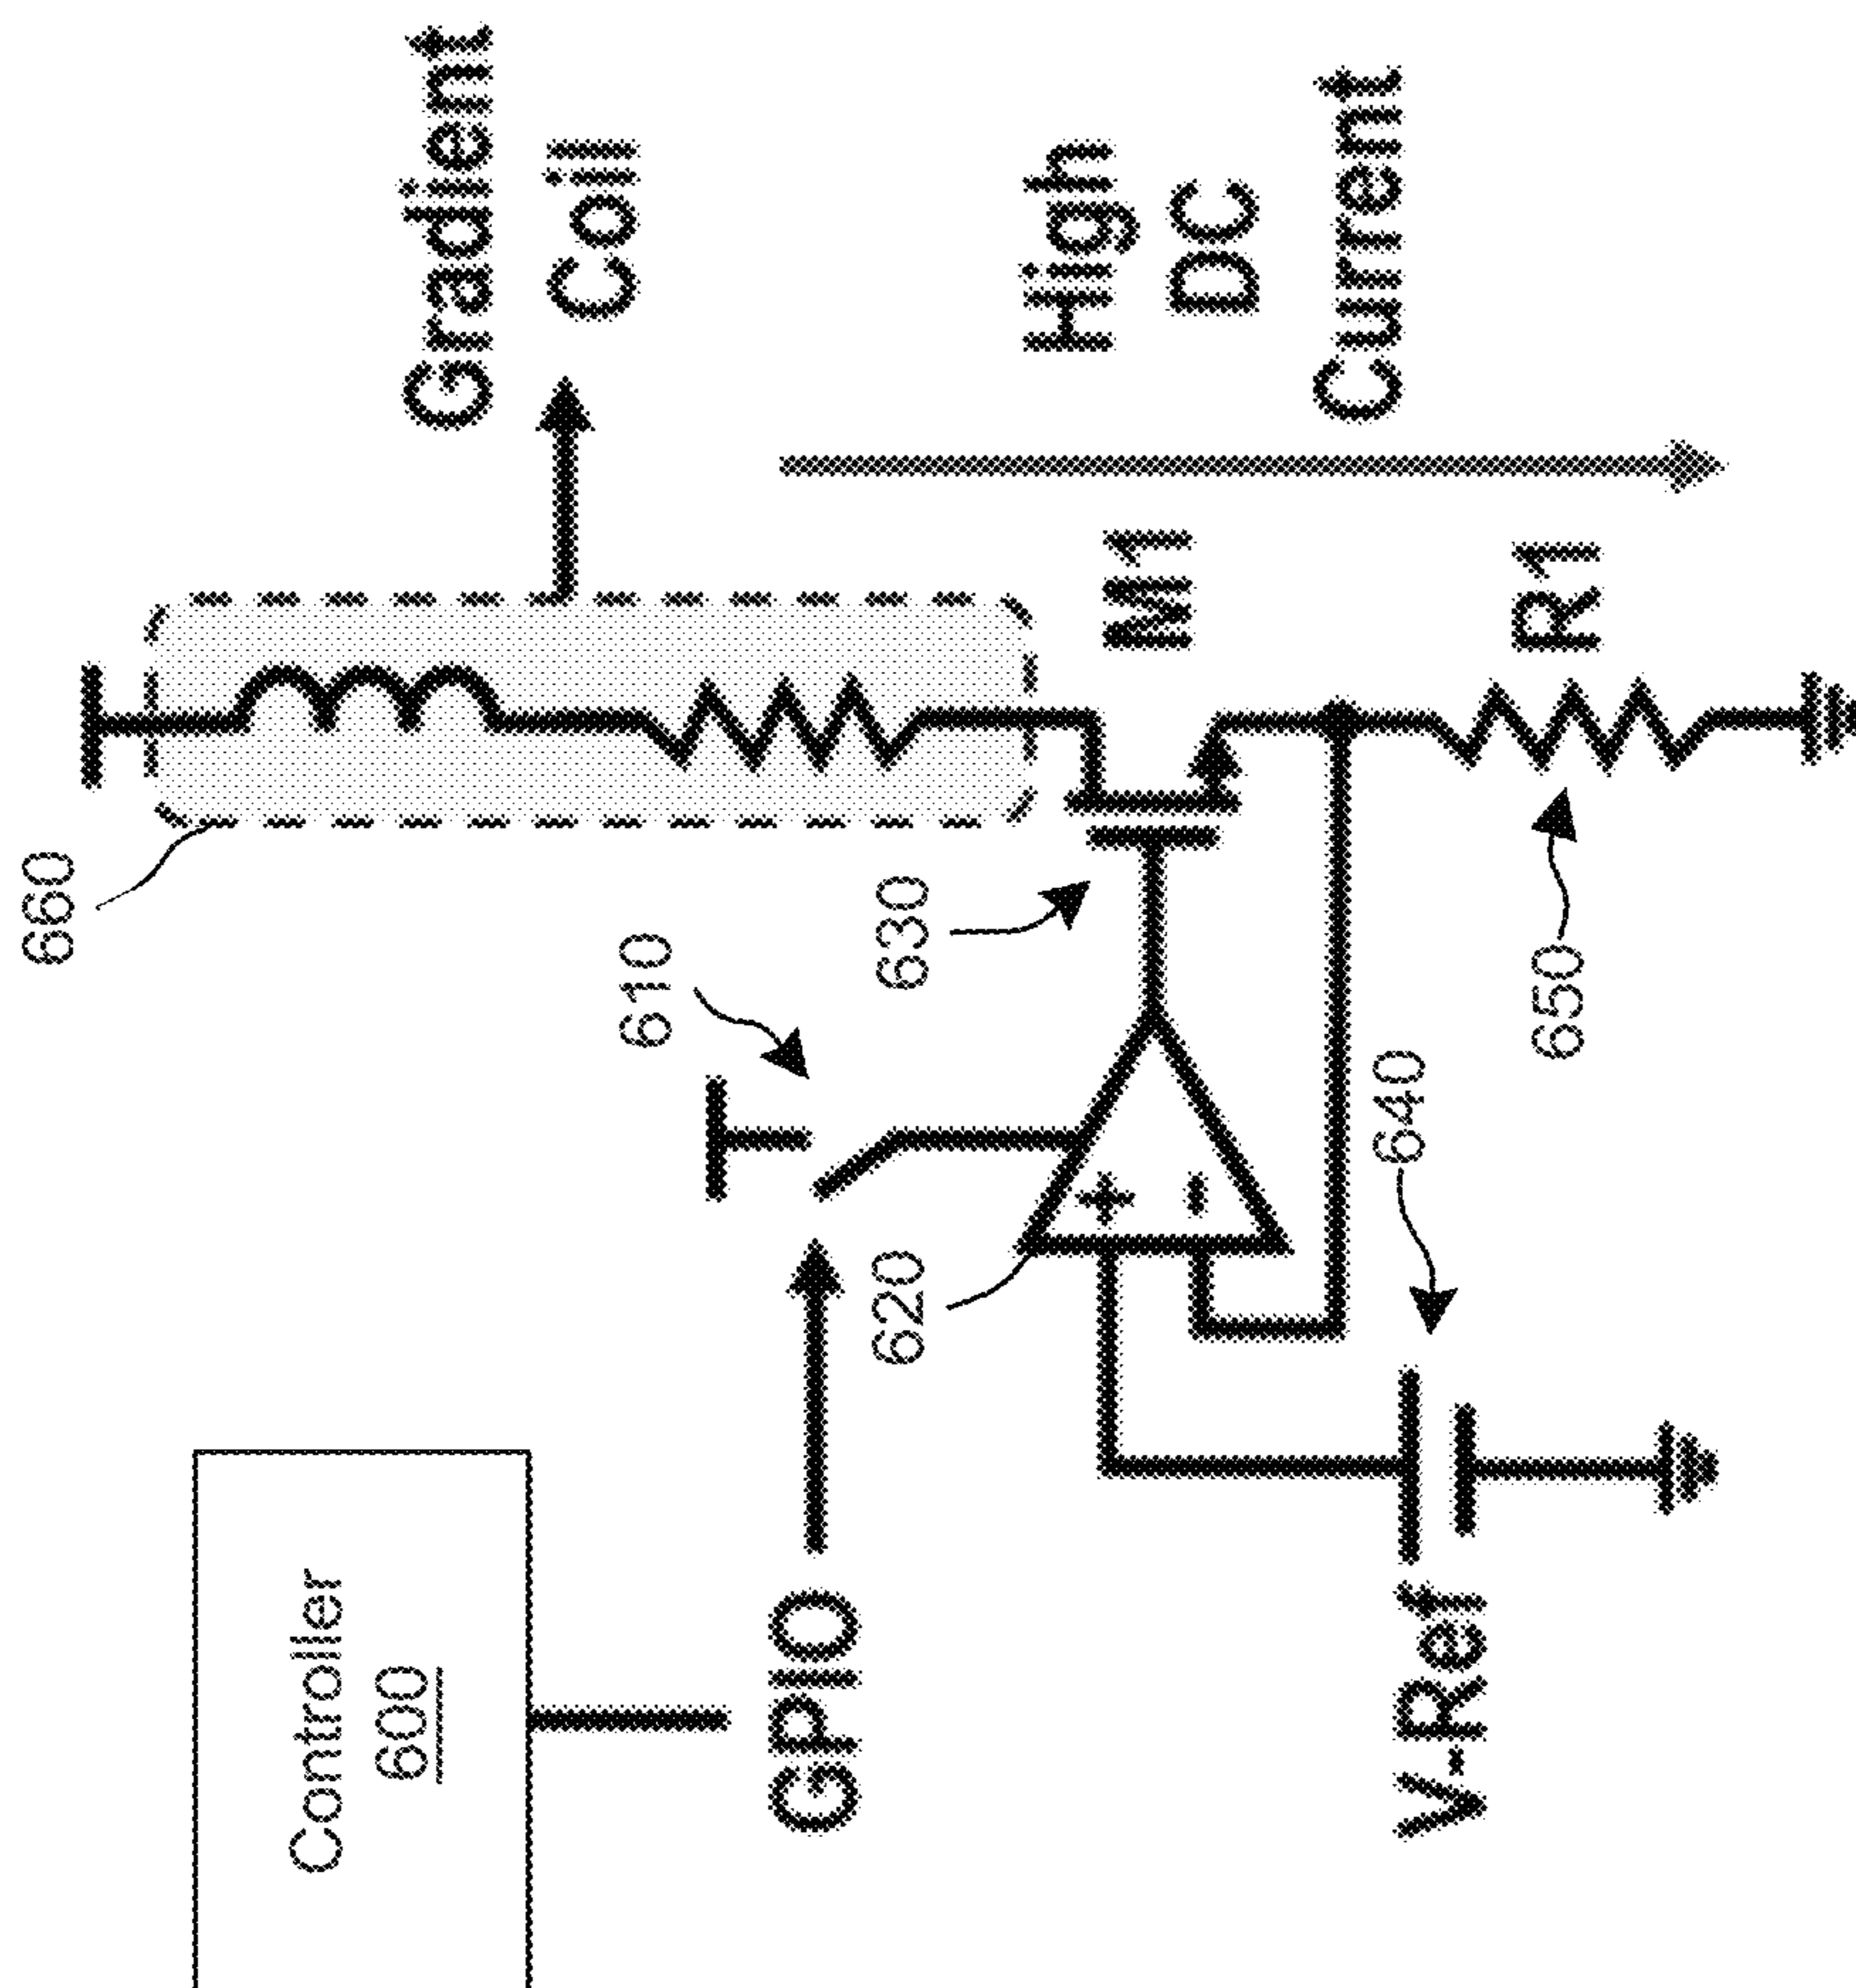 660
Gradient
Coil
Controller
600
610
GPIO
630
M1
High
DC
Current
620
+
-
V-Ref
640
650
R1